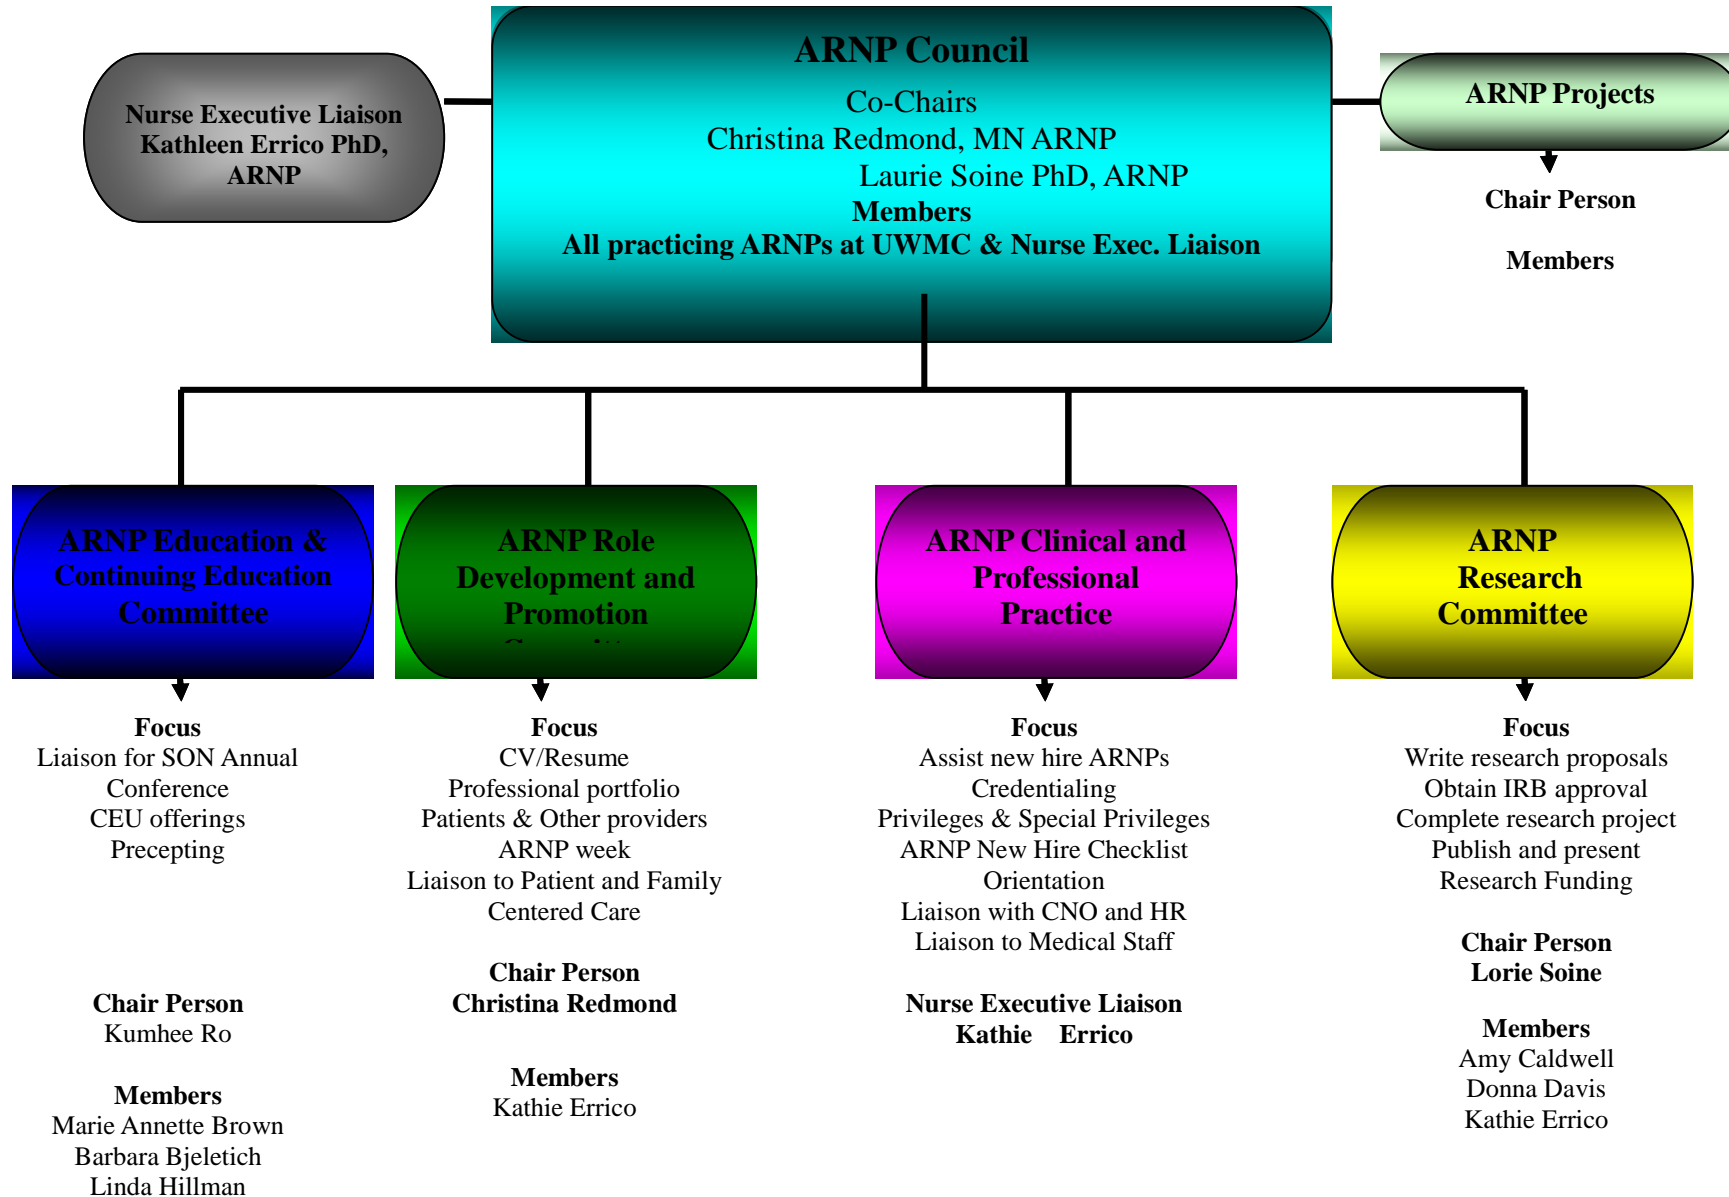 ARNP Council
Co-Chairs
Christina Redmond, MN ARNP
Laurie Soine PhD, ARNP
Members
All practicing ARNPs at UWMC & Nurse Exec. Liaison
Nurse Executive Liaison
Kathleen Errico PhD,
ARNP
ARNP Projects
Chair Person
Members
ARNP Education &
Continuing Education
Committee
Focus
Liaison for SON Annual
Conference
CEU offerings
Precepting
Chair Person
Kumhee Ro
Members
Marie Annette Brown
Barbara Bjeletich
Linda Hillman
ARNP Role
Development and
Promotion
Focus
CV/Resume
Professional portfolio
Patients & Other providers
ARNP week
Liaison to Patient and Family
Centered Care
Chair Person
Christina Redmond
Members
Kathie Errico
ARNP Clinical and
Professional
Practice
Focus
Assist new hire ARNPs
Credentialing
Privileges & Special Privileges
ARNP New Hire Checklist
Orientation
Liaison with CNO and HR
Liaison to Medical Staff
Nurse Executive Liaison
Kathie Errico
ARNP
Research
Committee
Focus
Write research proposals
Obtain IRB approval
Complete research project
Publish and present
Research Funding
Chair Person
Lorie Soine
Members
Amy Caldwell
Donna Davis
Kathie Errico